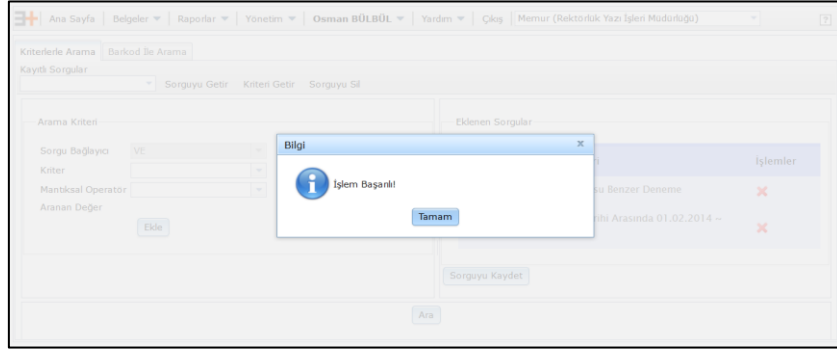 Ana Sayfa | Belgeler | Raporlar | Yönetim | Osman BÜLBÜL | Yardım | Çıkış | Memur (Rektörlük Yazı İşleri Müdürlüğü) ?
Kriterlerle Arama Barkod İle Arama
Kayıtlı Sorgular
Sorguyu Getir Kriteri Getir Sorguyu Sil
Arama Kriteri
Sorgu Bağlayıcı VE
Kriter
Mantıksal Operatör
Aranan Değer
Ekle
Bilgi x
İşlem Başarılı!
Tamam
Eklenen Sorgular
İşlemler
Benzer Deneme
Arasında 01.02.2014 --
Sorguyu Kaydet
Ara